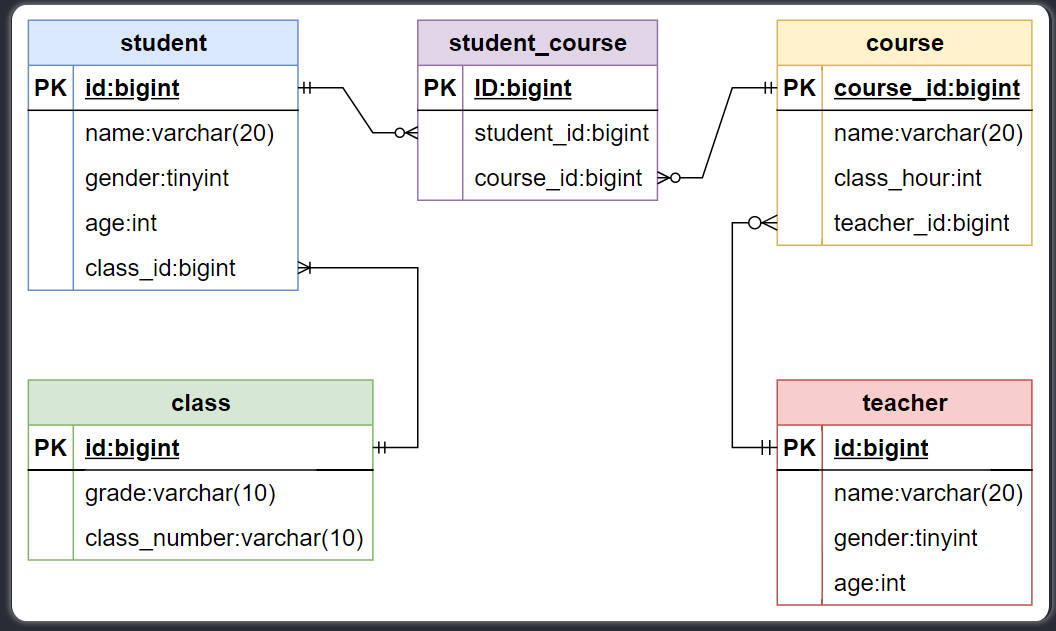 student
PK id:bigint
name:varchar(20)
gender:tinyint
age:int
class_id:bigint
student_course
PK ID:bigint
student_id:bigint
course_id:bigint
course
PK course_id:bigint
name:varchar(20)
class_hour:int
teacher_id:bigint
class
PK id:bigint
grade:varchar(10)
class_number:varchar(10)
teacher
PK id:bigint
name:varchar(20)
gender:tinyint
age:int